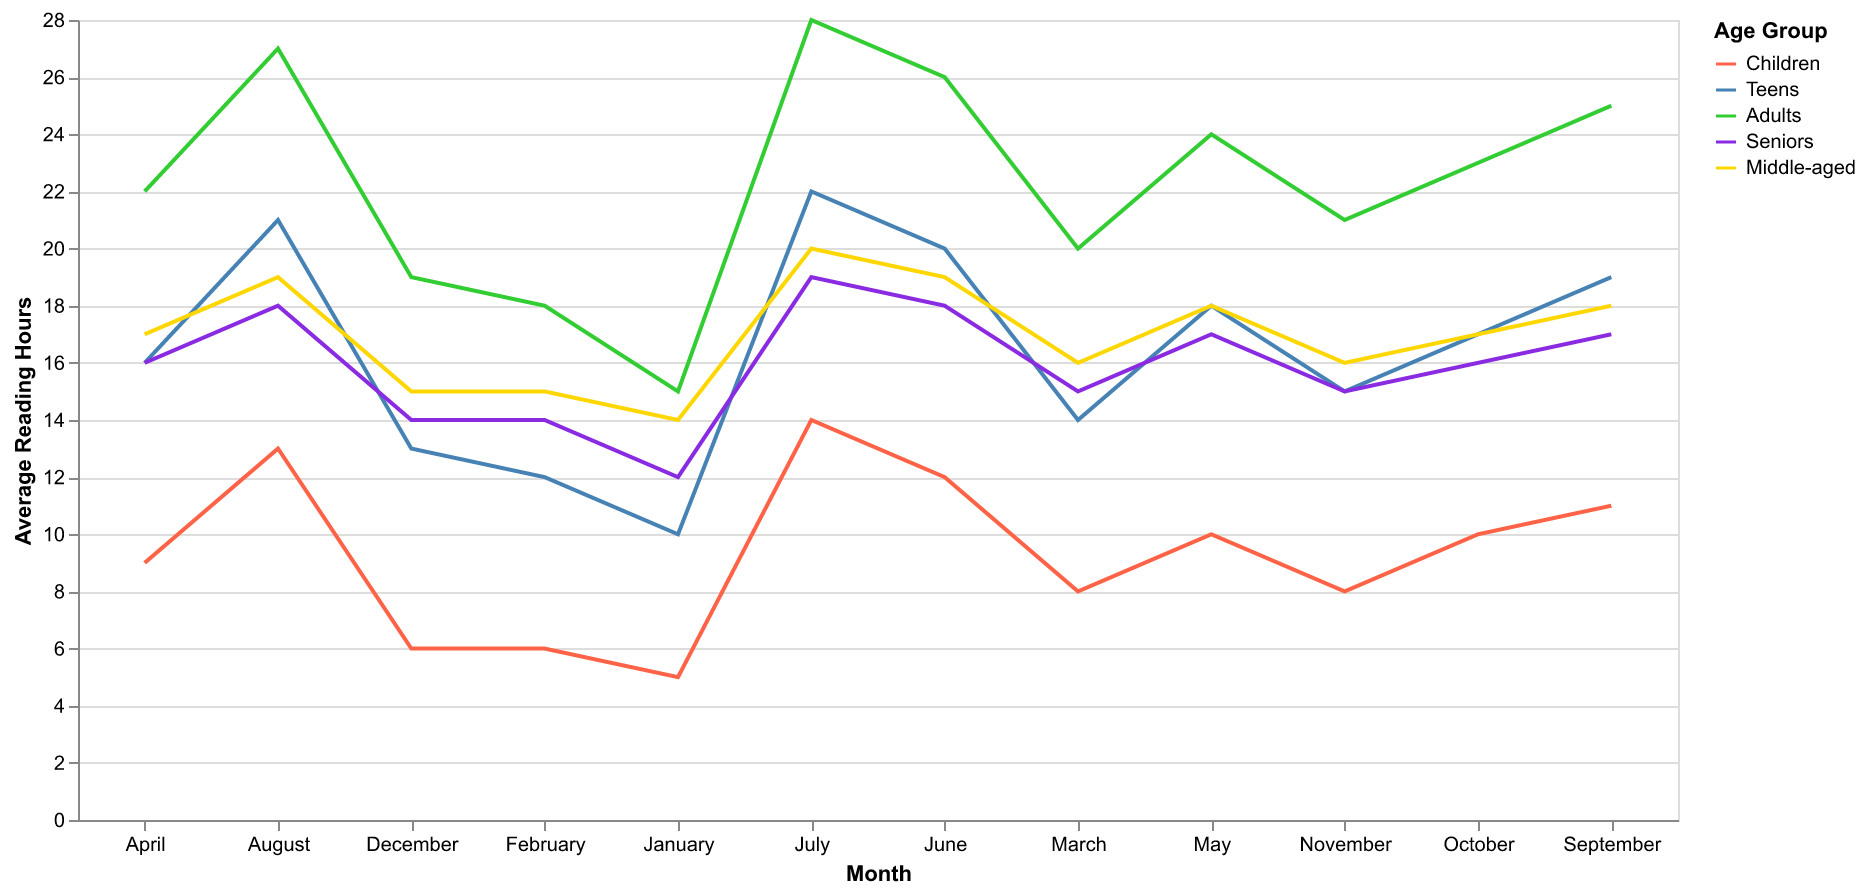 Age Group
Children
Teens
Adults
Seniors
Middle-aged
Average Reading Hours
28
26
24
22
20
18
16
14
12
10
8
6
4
2
0
April August December February January July June March May November October September
Month